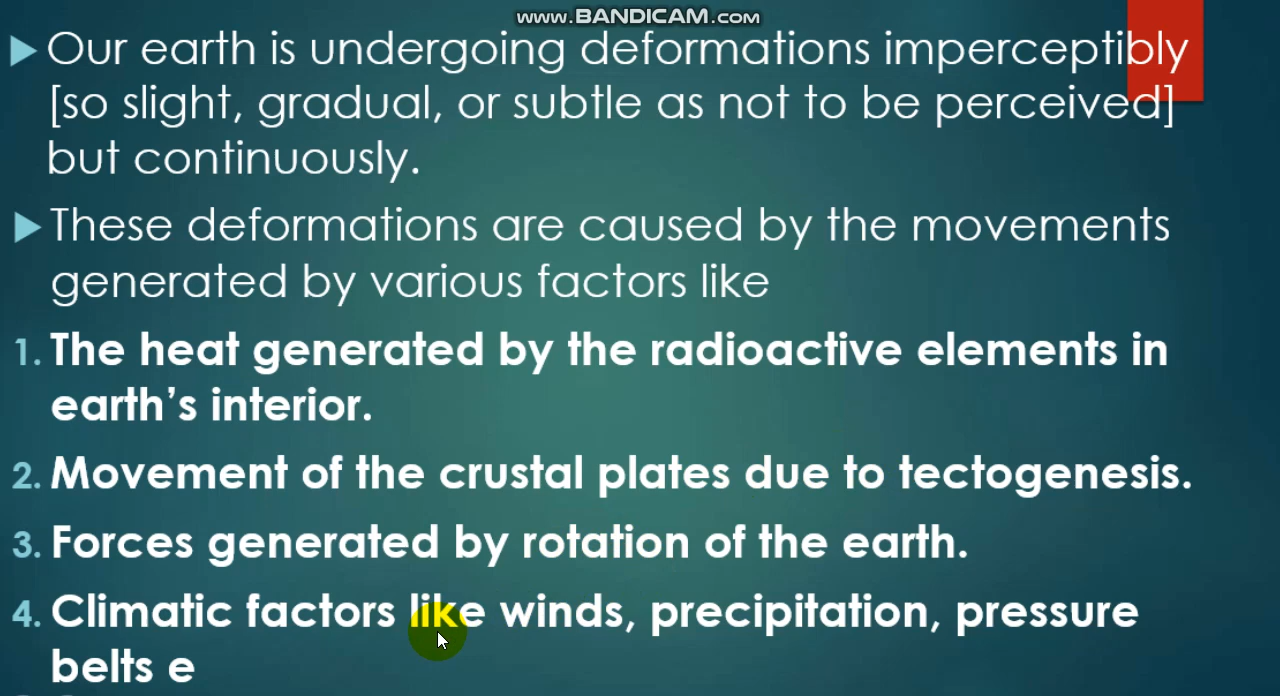 www.BANDICAM.com
Our earth is undergoing deformations imperceptibly
[so slight, gradual, or subtle as not to be perceived]
but continuously.
These deformations are caused by the movements
generated by various factors like
1. The heat generated by the radioactive elements in
earth’s interior.
2. Movement of the crustal plates due to tectogenesis.
3. Forces generated by rotation of the earth.
4. Climatic factors like winds, precipitation, pressure
belts e